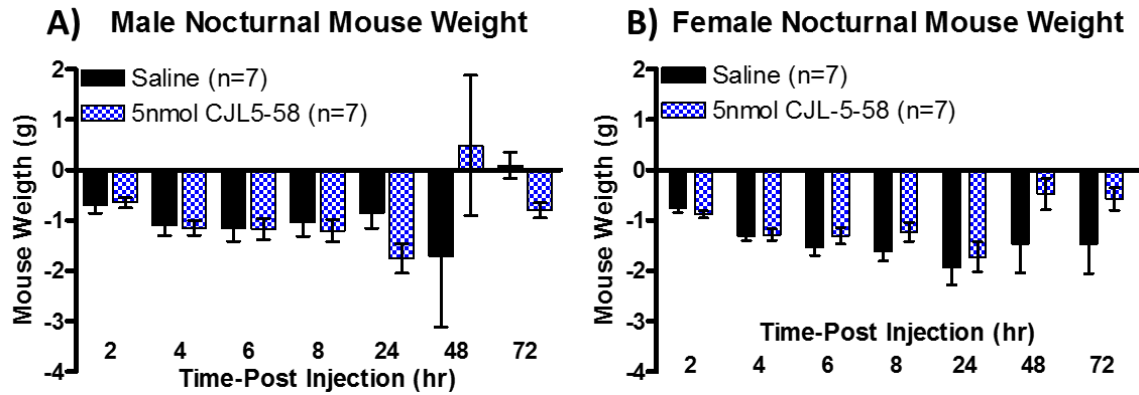 A) Male Nocturnal Mouse Weight
Saline (n=7)
5nmol CJL5-58 (n=7)
Mouse Weigth (g)
2
1
0
-1
-2
-3
-4
2 4 6 8 24 48 72
Time-Post Injection (hr)
B) Female Nocturnal Mouse Weight
Saline (n=7)
5nmol CJL-5-58 (n=7)
Mouse Weigth (g)
2
1
0
-1
-2
-3
-4
Time-Post Injection (hr)
2 4 6 8 24 48 72